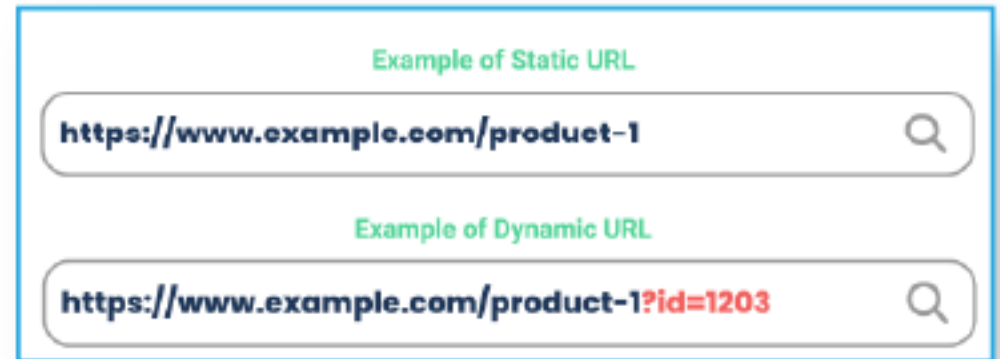 Example of Static URL
https://www.example.com/product-1
Example of Dynamic URL
https://www.example.com/product-1?id=1203